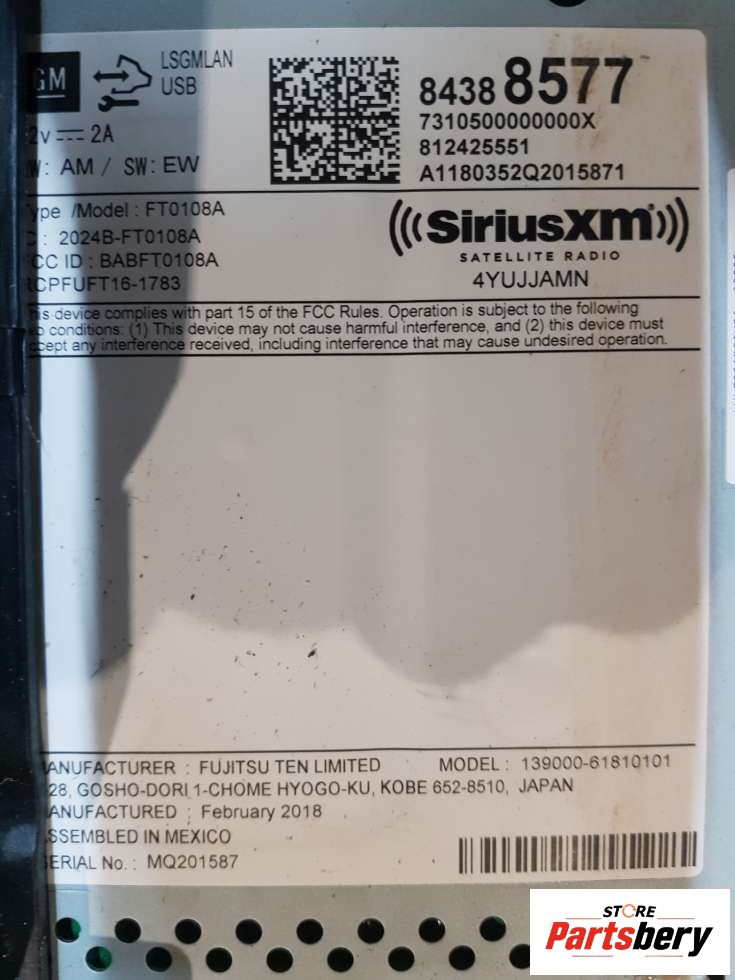 GM
LSGMLAN
USB
8438 8577
7310500000000X
812425551
A1180352Q2015871
2v 2A
: AM / SW: EW
ype /Model : FT0108A
: 2024B-FT0108A
CC ID : BABFT0108A
CPFUFT16-1783
SiriusXm
SATELLITE RADIO
4YUJJAMN
his device complies with part 15 of the FCC Rules. Operation is subject to the following
o conditions: (1) This device may not cause harmful interference, and (2) this device must
ccept any interference received, including interference that may cause undesired operation.
ANUFACTURER : FUJITSU TEN LIMITED
MODEL : 139000-61810101
28, GOSHO-DORI 1-CHOME HYOGO-KU, KOBE 652-8510, JAPAN
ANUFACTURED : February 2018
SSEMBLED IN MEXICO
ERIAL No. : MQ201587
STORE
Partsbery